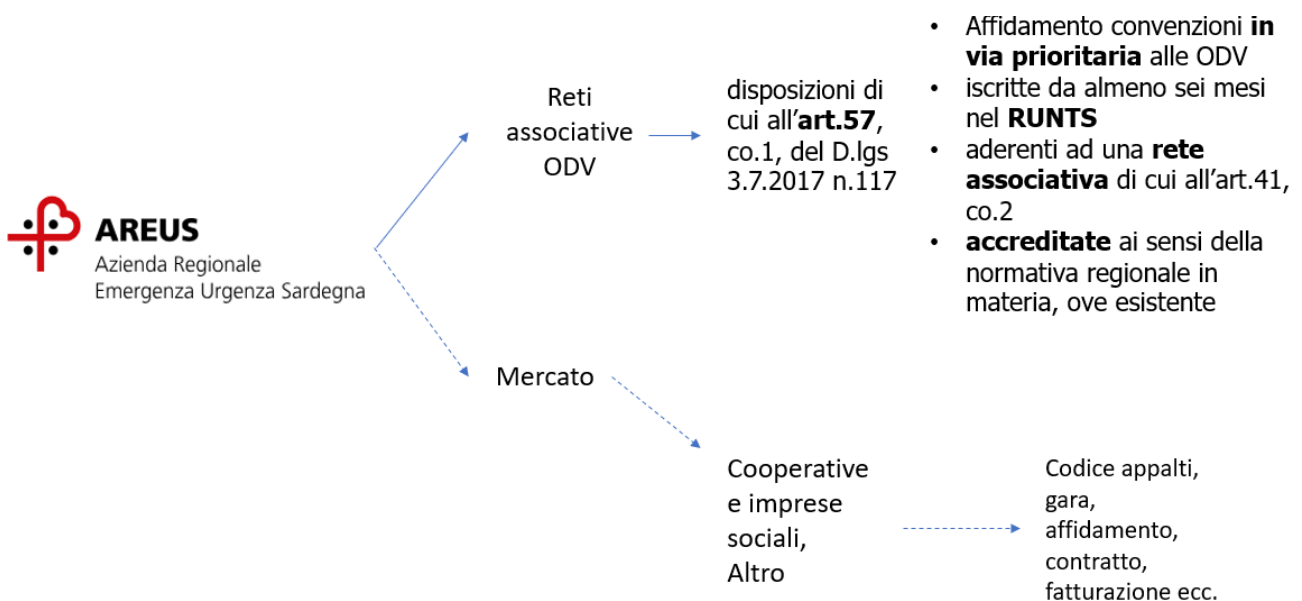 AREUS
Azienda Regionale
Emergenza Urgenza Sardegna
Reti
associative
ODV
disposizioni di
cui all'art.57,
co.1, del D.lgs
3.7.2017 n.117
• Affidamento convenzioni in
via prioritaria alle ODV
• iscritte da almeno sei mesi
nel RUNTS
• aderenti ad una rete
associativa di cui all'art.41,
co.2
• accreditate ai sensi della
normativa regionale in
materia, ove esistente
Mercato
Cooperative
e imprese
sociali,
Altro
Codice appalti,
gara,
affidamento,
contratto,
fatturazione ecc.